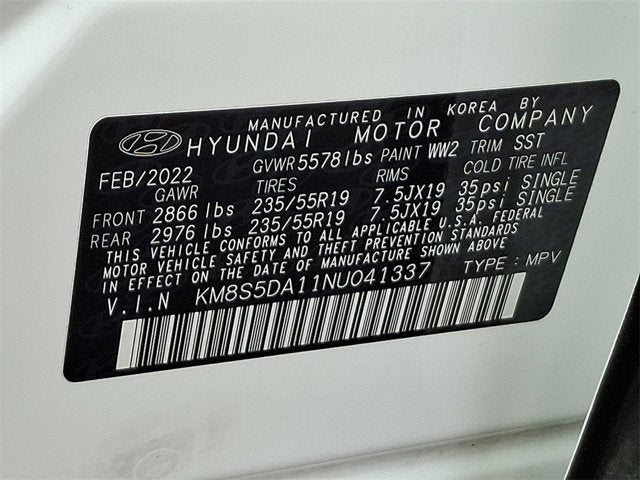 MANUFACTURED IN KOREA BY
HYUNDAI MOTOR COMPANY
FEB/2022 GVWR 5578 lbs PAINT WW2 TRIM SST
GAWR TIRES RIMS COLD TIRE INFL
FRONT 2866 lbs 235/55R19 7.5JX19 35psi SINGLE
REAR 2976 lbs 235/55R19 7.5JX19 35psi SINGLE
THIS VEHICLE CONFORMS TO ALL APPLICABLE U.S.A. FEDERAL
MOTOR VEHICLE SAFETY AND THEFT PREVENTION STANDARDS
IN EFFECT ON THE DATE OF MANUFACTURE SHOWN ABOVE
V.I.N KM8S5DA11NU041337 TYPE : MPV